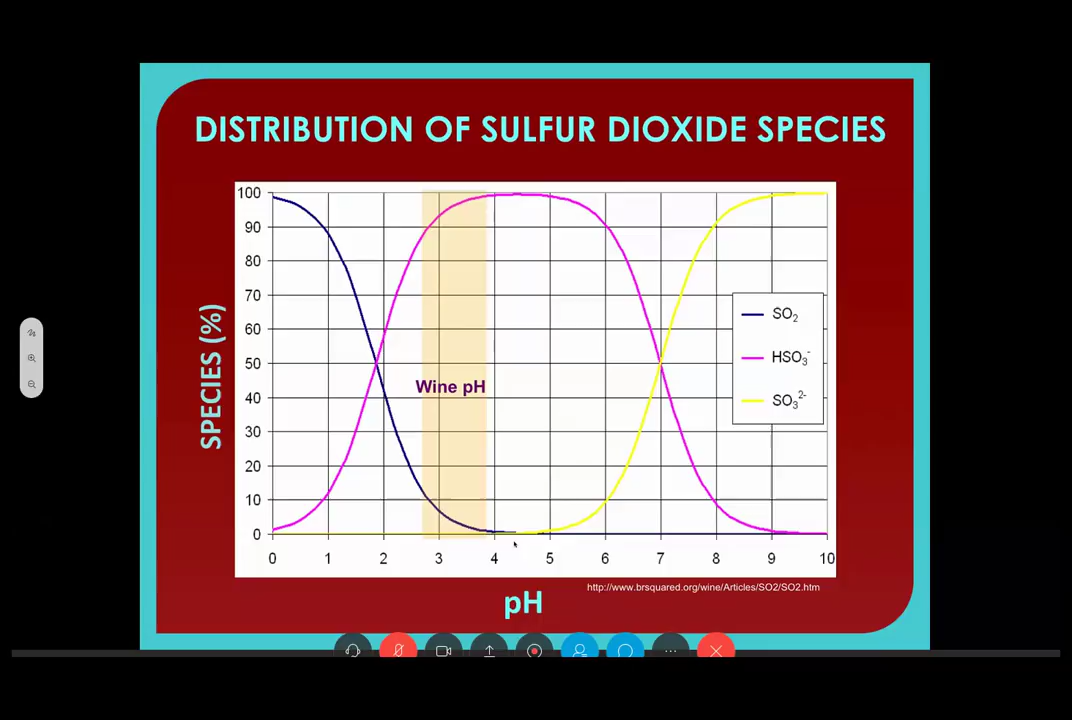 DISTRIBUTION OF SULFUR DIOXIDE SPECIES
SPECIES (%)
100
90
80
70
60
50
40
30
20
10
0
Wine pH
SO₂
HSO₃⁻
SO₃²⁻
0 1 2 3 4 5 6 7 8 9 10
http://www.brsquared.org/wine/Articles/SO2/SO2.htm
pH